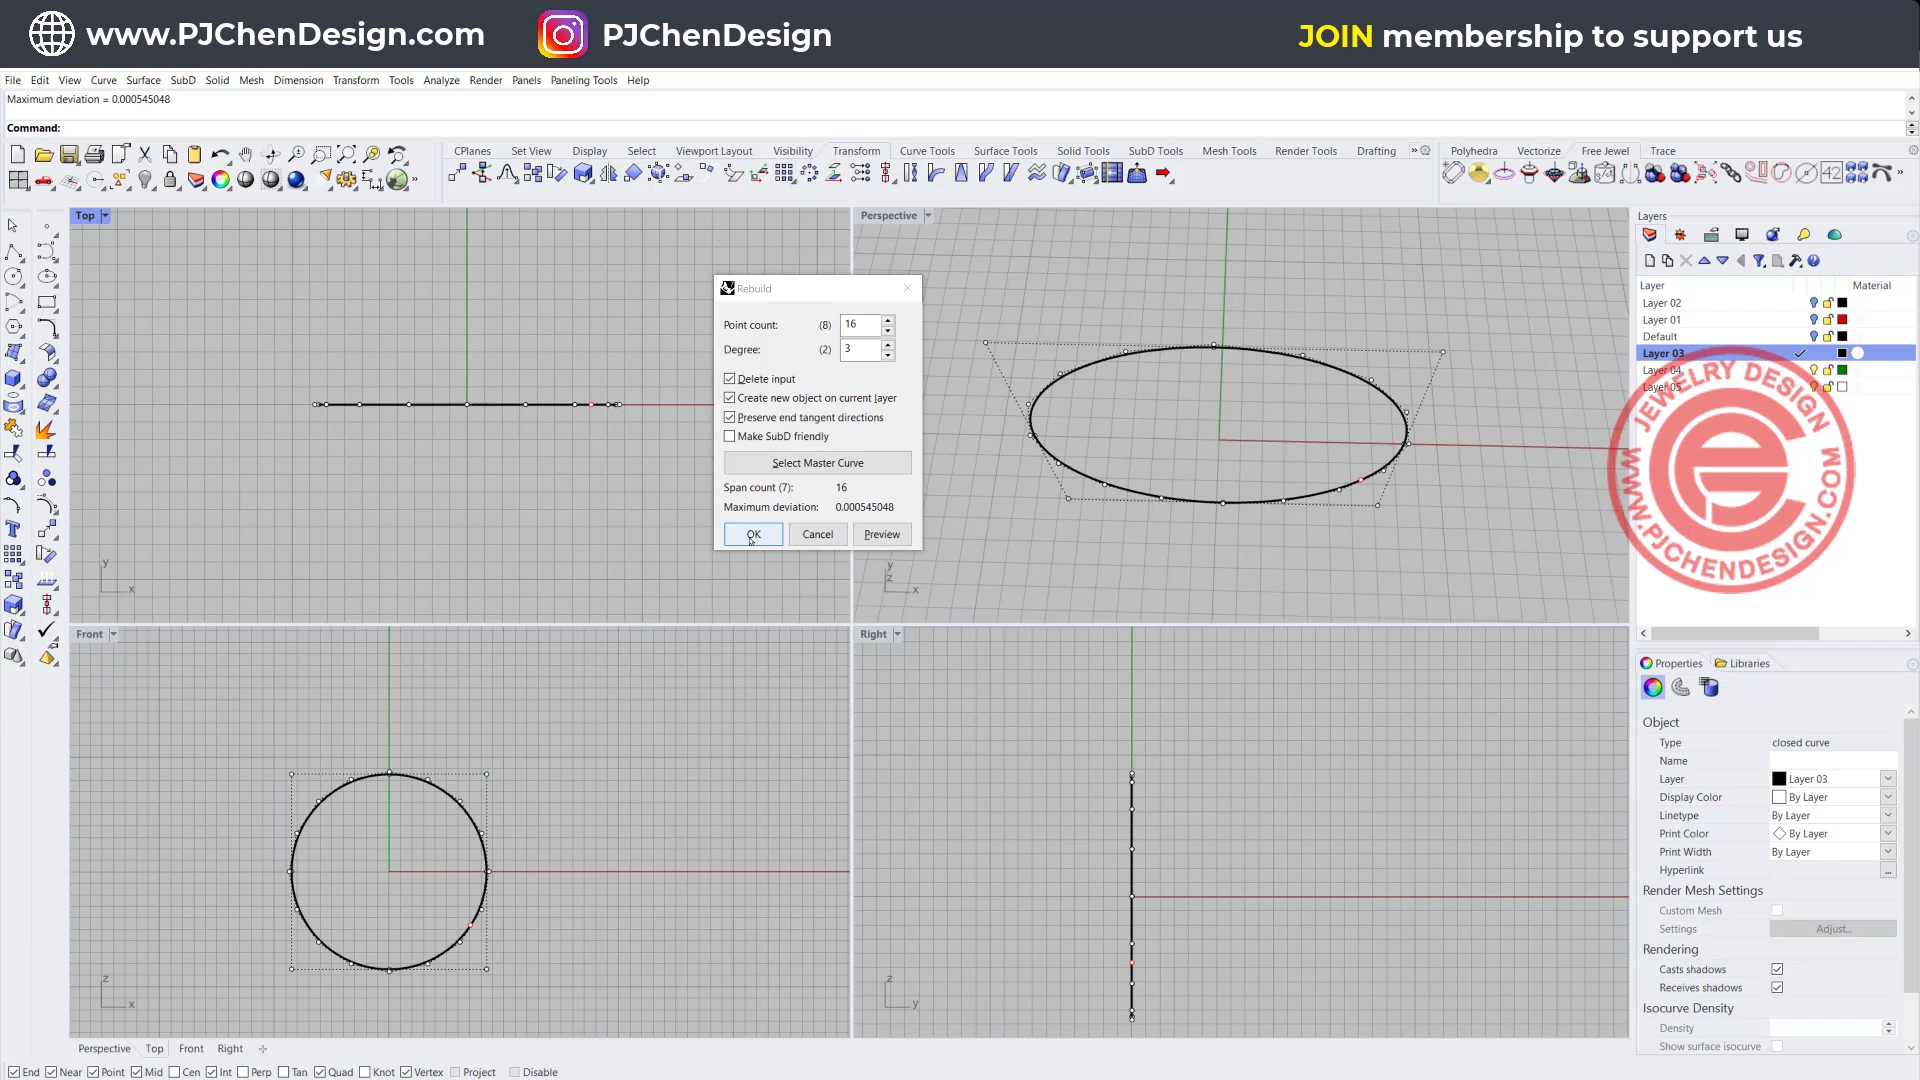 www.PJChenDesign.com
PJChenDesign
JOIN membership to support us
File Edit View Curve Surface SubD Solid Mesh Dimension Transform Tools Analyze Render Panels Paneling Tools Help
Maximum deviation = 0.000545048
Command:
CPlanes Set View Display Select Viewport Layout Visibility Transform Curve Tools Surface Tools Solid Tools SubD Tools Mesh Tools Render Tools Drafting »
Polyhedra Vectorize Free Jewel Trace
42
Top
Perspective
Layers
Layer Material
Layer 02
Layer 01
Default
Layer 03
Layer 04
Layer 05
JEWELRY DESIGN
WWW.PJCHENDESIGN.COM
Rebuild
Point count: (8) 16
Degree: (2) 3
Delete input
Create new object on current layer
Preserve end tangent directions
Make SubD friendly
Select Master Curve
Span count (7): 16
Maximum deviation: 0.000545048
OK Cancel Preview
y
x
y
z
x
Front
Right
z
x
z
y
Properties Libraries
Object
Type closed curve
Name
Layer Layer 03
Display Color By Layer
Linetype By Layer
Print Color By Layer
Print Width By Layer
Hyperlink ...
Render Mesh Settings
Custom Mesh
Settings Adjust...
Rendering
Casts shadows
Receives shadows
Isocurve Density
Density
Show surface isocurve
Perspective Top Front Right
End Near Point Mid Cen Int Perp Tan Quad Knot Vertex Project Disable